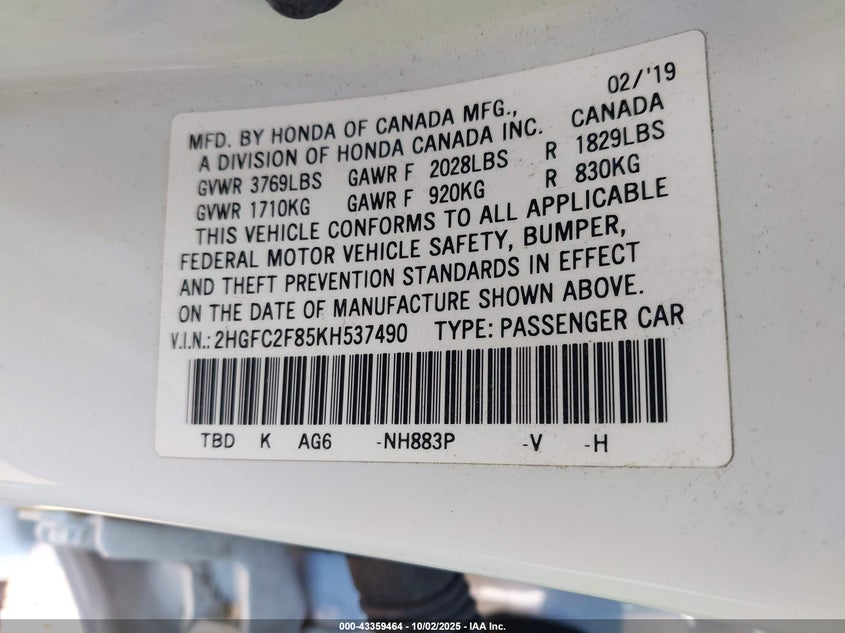 02/'19
MFD. BY HONDA OF CANADA MFG., CANADA
A DIVISION OF HONDA CANADA INC.
GVWR 3769LBS GAWR F 2028LBS R 1829LBS
GVWR 1710KG GAWR F 920KG R 830KG
THIS VEHICLE CONFORMS TO ALL APPLICABLE
FEDERAL MOTOR VEHICLE SAFETY, BUMPER,
AND THEFT PREVENTION STANDARDS IN EFFECT
ON THE DATE OF MANUFACTURE SHOWN ABOVE.
V.I.N.: 2HGFC2F85KH537490 TYPE: PASSENGER CAR
TBD K AG6 -NH883P -V -H
000-43359464 - 10/02/2025 - IAA Inc.